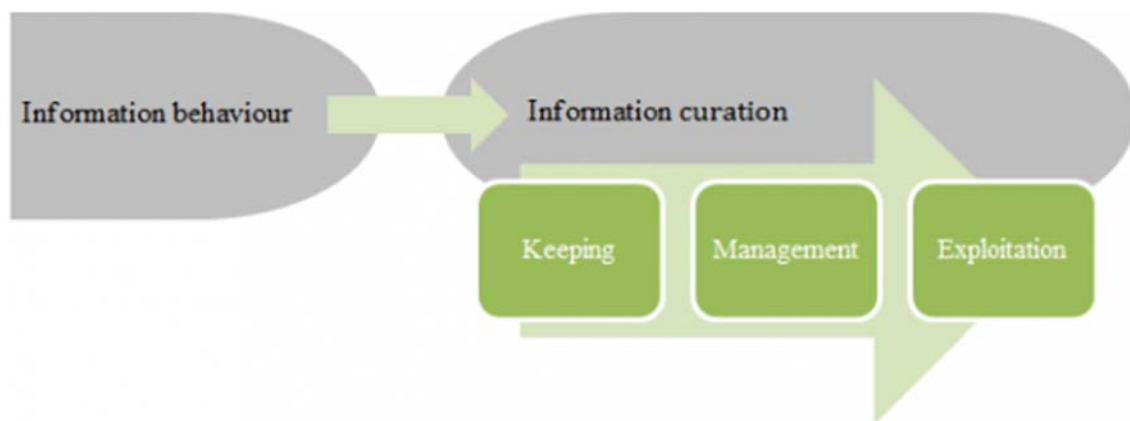 Information behaviour
Information curation
Keeping
Management
Exploitation